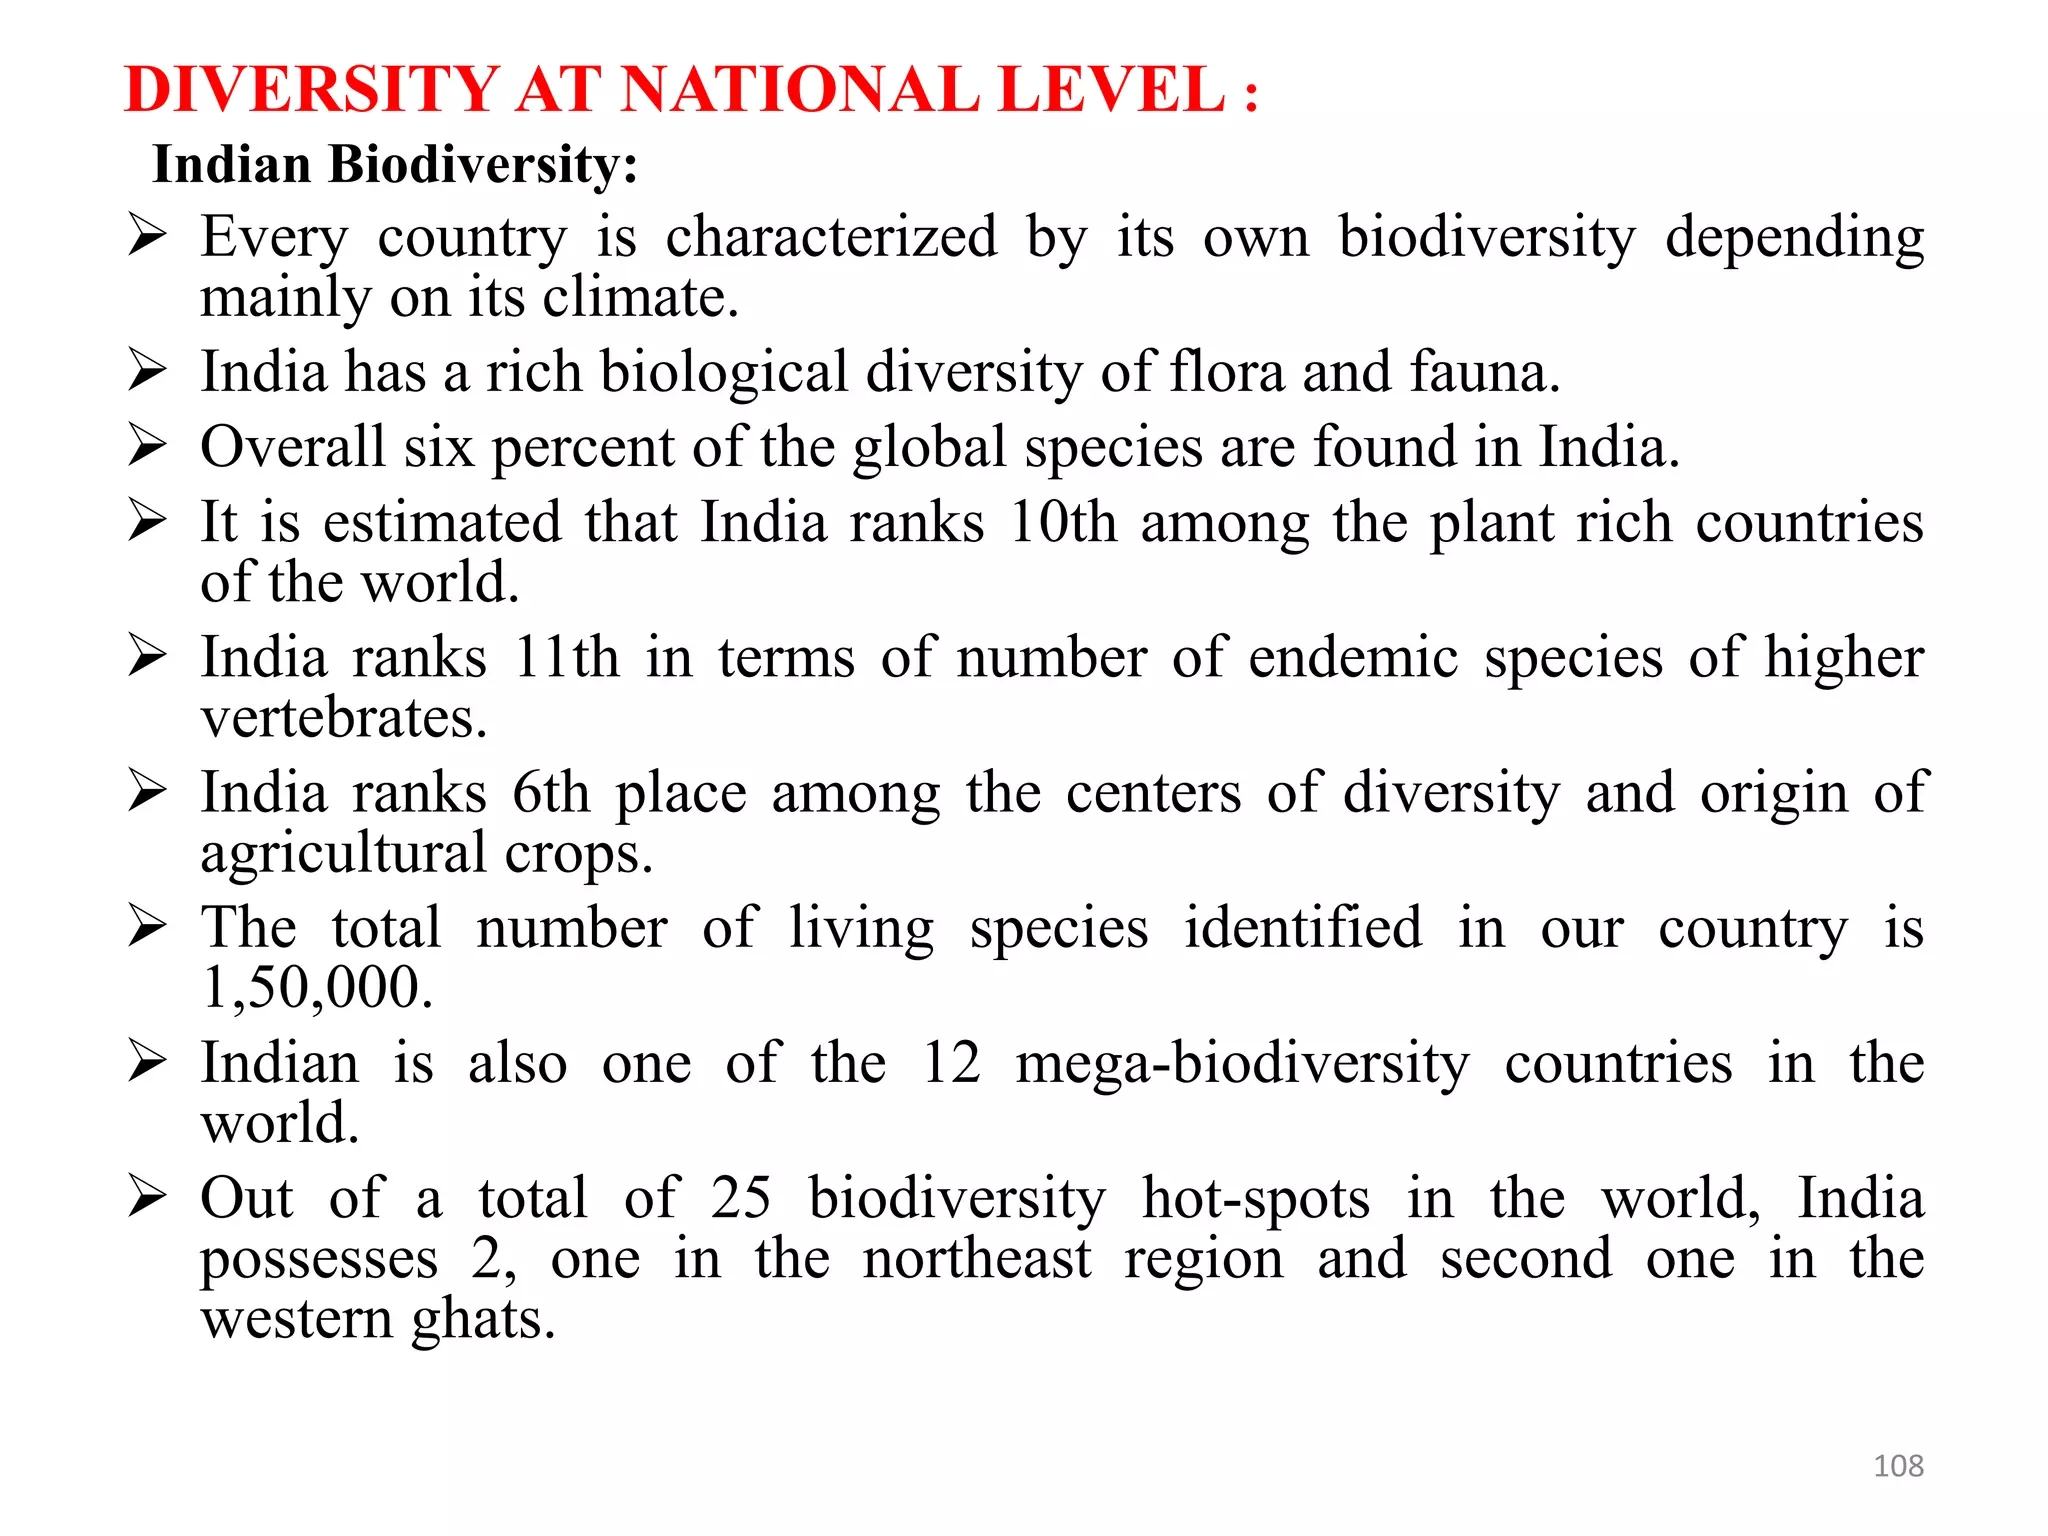 DIVERSITY AT NATIONAL LEVEL :
Indian Biodiversity:
➢ Every country is characterized by its own biodiversity depending
mainly on its climate.
➢ India has a rich biological diversity of flora and fauna.
➢ Overall six percent of the global species are found in India.
➢ It is estimated that India ranks 10th among the plant rich countries
of the world.
➢ India ranks 11th in terms of number of endemic species of higher
vertebrates.
➢ India ranks 6th place among the centers of diversity and origin of
agricultural crops.
➢ The total number of living species identified in our country is
1,50,000.
➢ Indian is also one of the 12 mega-biodiversity countries in the
world.
➢ Out of a total of 25 biodiversity hot-spots in the world, India
possesses 2, one in the northeast region and second one in the
western ghats.
108